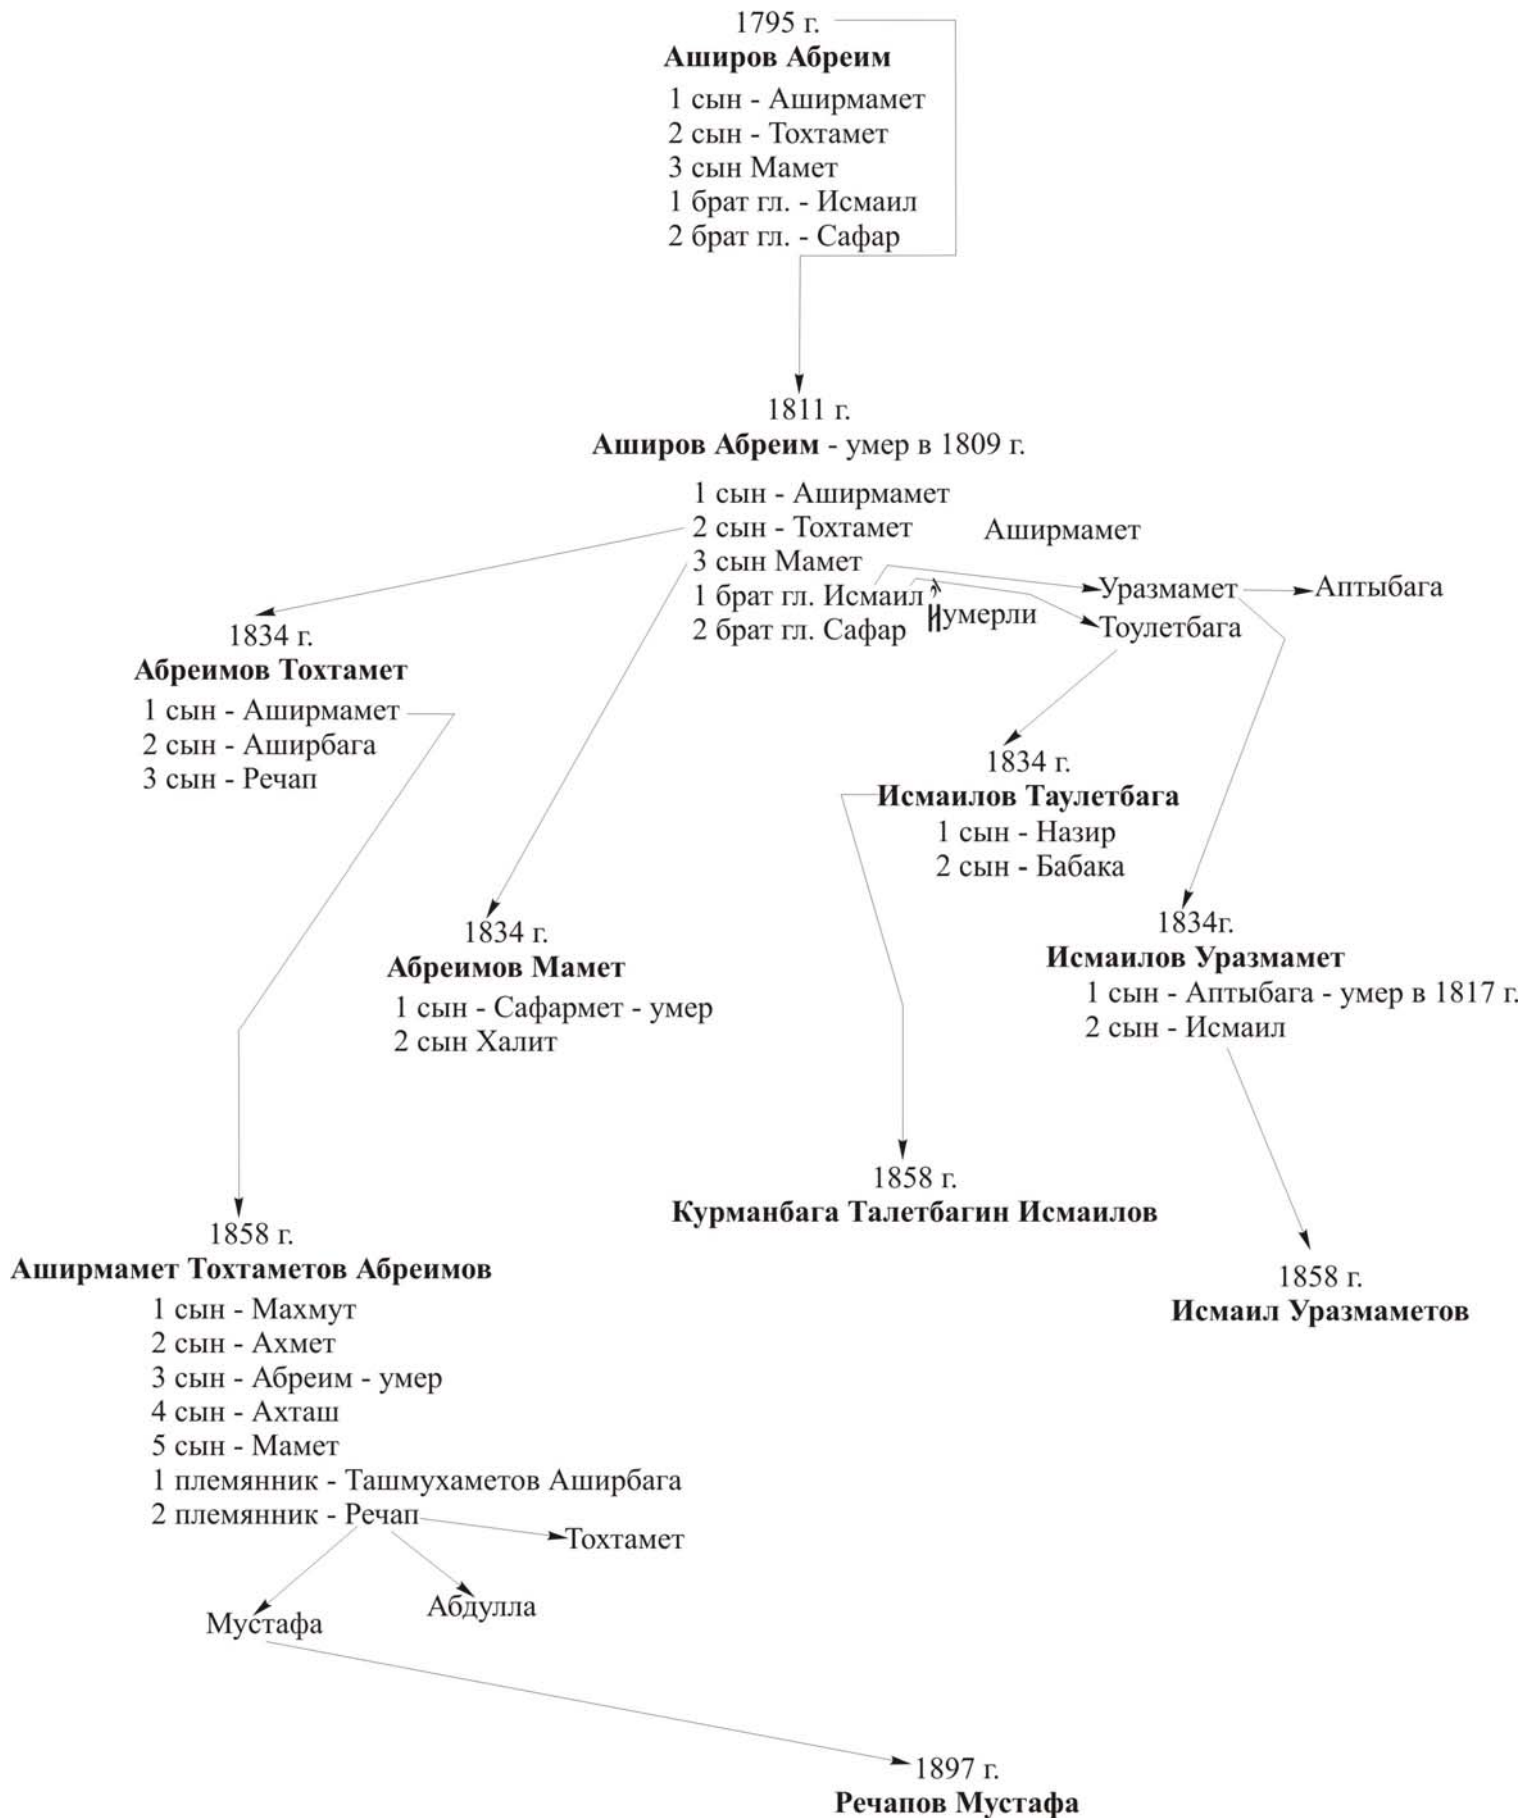 1795 г.
Аширов Абреим
1 сын - Аширмамет
2 сын - Тохтамет
3 сын Мамет
1 брат гл. - Исмаил
2 брат гл. - Сафар
1811 г.
Аширов Абреим - умер в 1809 г.
1 сын - Аширмамет
2 сын - Тохтамет
Аширмамет
3 сын Мамет
1 брат гл. Исмаил
2 брат гл. Сафар
умерли
Уразмамет
Аптыбага
Тоулетбага
1834 г.
Абреимов Тохтамет
1 сын - Аширмамет
2 сын - Аширбага
3 сын - Речап
1834 г.
Исмаилов Таулетбага
1 сын - Назир
2 сын - Бабака
1834 г.
Абреимов Мамет
1 сын - Сафармет - умер
2 сын Халит
1834г.
Исмаилов Уразмамет
1 сын - Аптыбага - умер в 1817 г.
2 сын - Исмаил
1858 г.
Курманбага Талетбагин Исмаилов
1858 г.
Аширмамет Тохтаметов Абреимов
1 сын - Махмут
2 сын - Ахмет
3 сын - Абреим - умер
4 сын - Ахташ
5 сын - Мамет
1 племянник - Ташмухаметов Аширбага
2 племянник - Речап
1858 г.
Исмаил Уразмаметов
Тохтамет
Абдулла
Мустафа
1897 г.
Речапов Мустафа